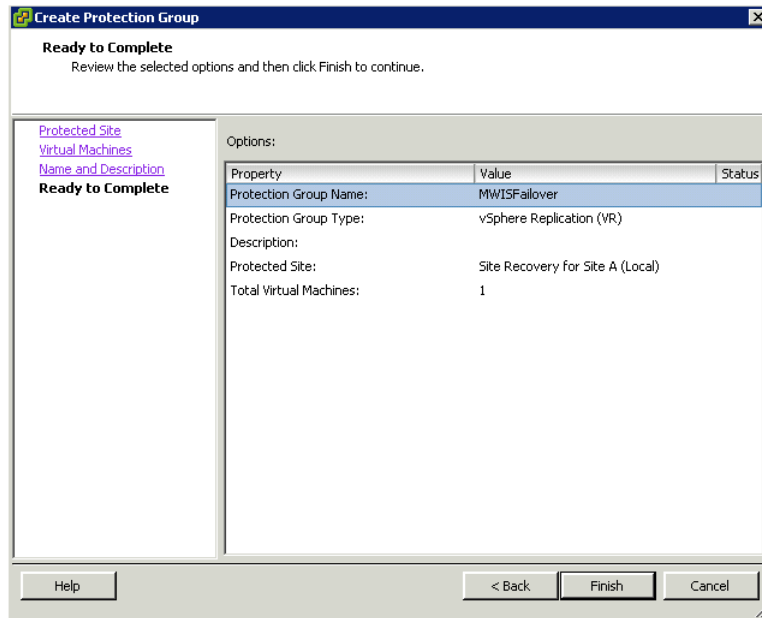 Create Protection Group
Ready to Complete
Review the selected options and then click Finish to continue.
Protected Site
Virtual Machines
Name and Description
Ready to Complete
Options:
Property Value Status
Protection Group Name: MWISFailover
Protection Group Type: vSphere Replication (VR)
Description:
Protected Site: Site Recovery for Site A (Local)
Total Virtual Machines: 1
Help < Back Finish Cancel